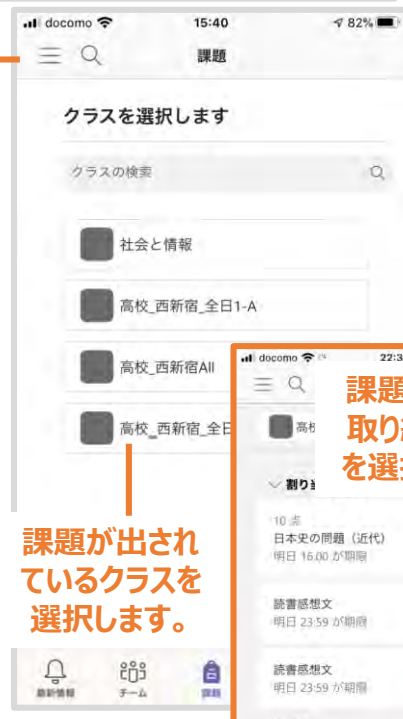 docomo 15:40 82%
課題
クラスを選択します
クラスの検索
社会と情報
高校_西新宿_全日1-A
高校_西新宿All
高校_西新宿_全日
課題が出され
ているクラスを
選択します。
最新情報 チーム 課題
docomo 22:3
課題
取り
を選
高校
割り
10 点
日本史の問題（近代）
明日 16:00 が期限
読書感想文
明日 23:59 が期限
読書感想文
明日 23:59 が期限